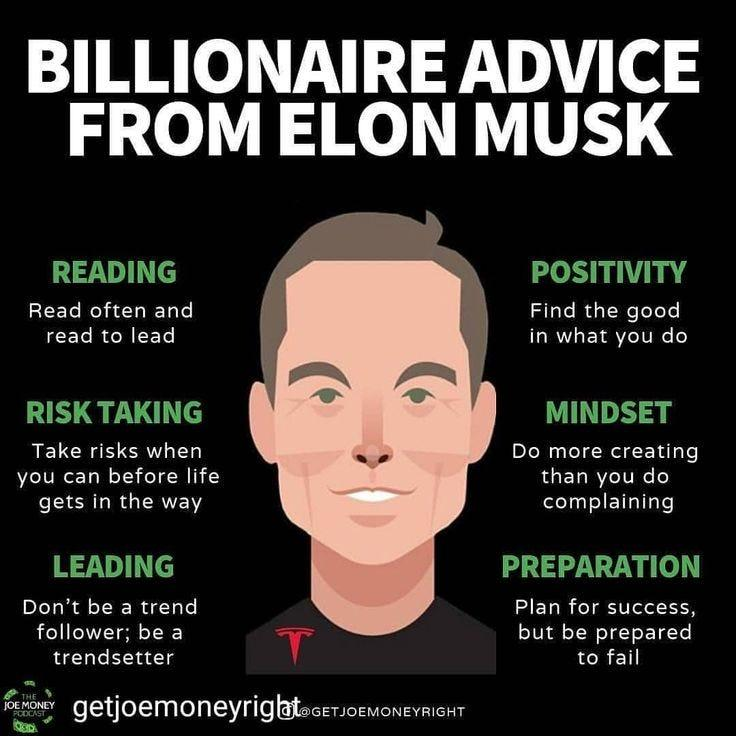 BILLIONAIRE ADVICE
FROM ELON MUSK
READING
Read often and
read to lead
RISK TAKING
Take risks when
you can before life
gets in the way
LEADING
Don't be a trend
follower; be a
trendsetter
POSITIVITY
Find the good
in what you do
MINDSET
Do more creating
than you do
complaining
PREPARATION
Plan for success,
but be prepared
to fail
THE
JOE MONEY
PODCAST
getjoemoneyright
@GETJOEMONEYRIGHT